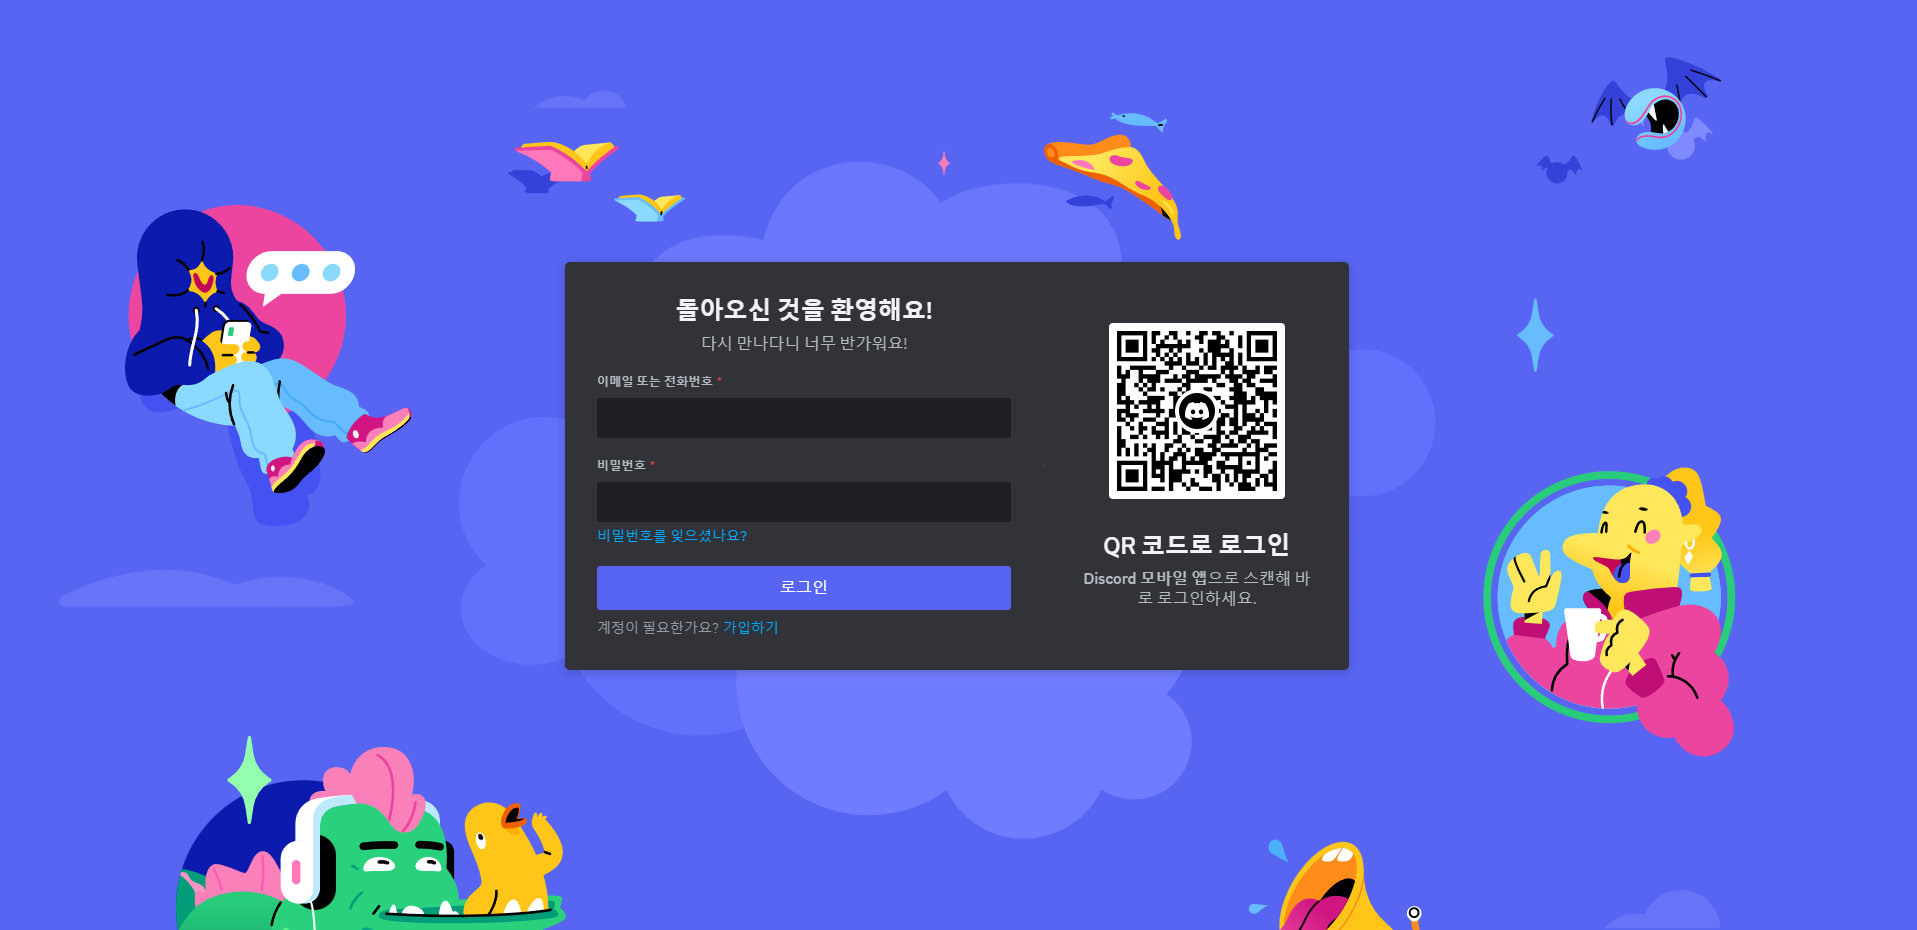 돌아오신 것을 환영해요!
다시 만나다니 너무 반가워요!
이메일 또는 전화번호 *
비밀번호 *
비밀번호를 잊으셨나요?
로그인
계정이 필요한가요? 가입하기
QR 코드로 로그인
Discord 모바일 앱으로 스캔해 바
로 로그인하세요.